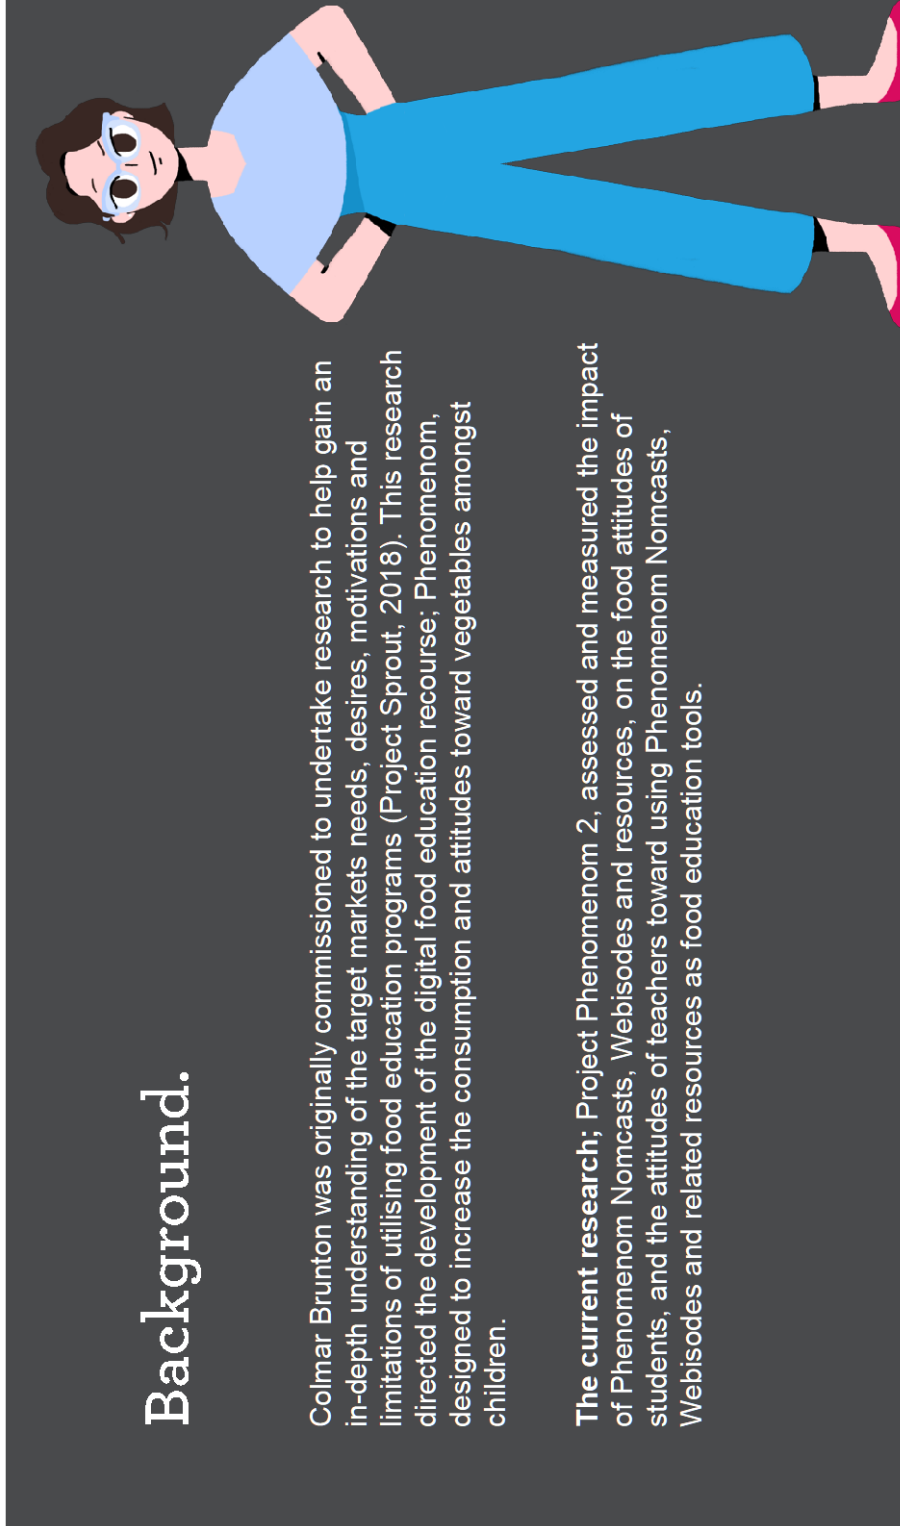 Background.
Colmar Brunton was originally commissioned to undertake research to help gain an
in-depth understanding of the target markets needs, desires, motivations and
limitations of utilising food education programs (Project Sprout, 2018). This research
directed the development of the digital food education recourse; Phenomenom,
designed to increase the consumption and attitudes toward vegetables amongst
children.
The current research; Project Phenomenom 2, assessed and measured the impact
of Phenomenom Nomcasts, Webisodes and resources, on the food attitudes of
students, and the attitudes of teachers toward using Phenomenom Nomcasts,
Webisodes and related resources as food education tools.